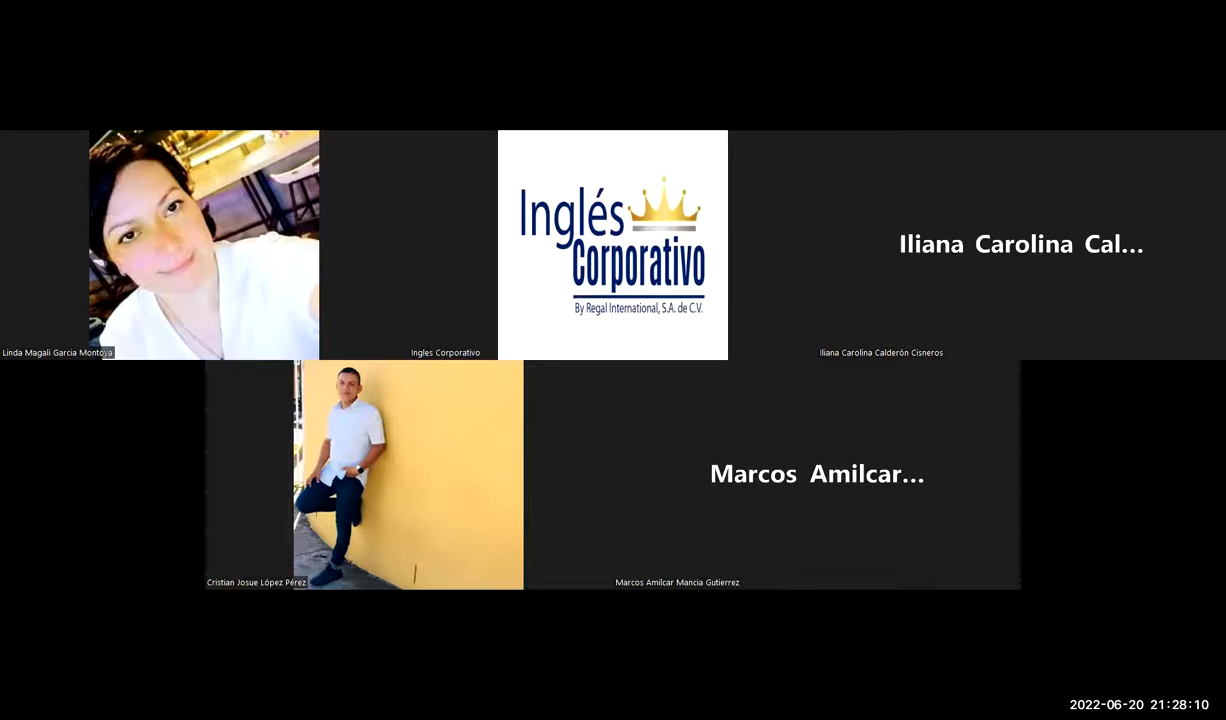 Inglés
Corporativo
By Regal International, S.A. de C.V.
Iliana Carolina Cal...
Linda Magali Garcia Montoya
Ingles Corporativo
Iliana Carolina Calderón Cisneros
Marcos Amilcar...
Cristian Josue López Pérez
Marcos Amilcar Mancia Gutierrez
2022-06-20 21:28:10